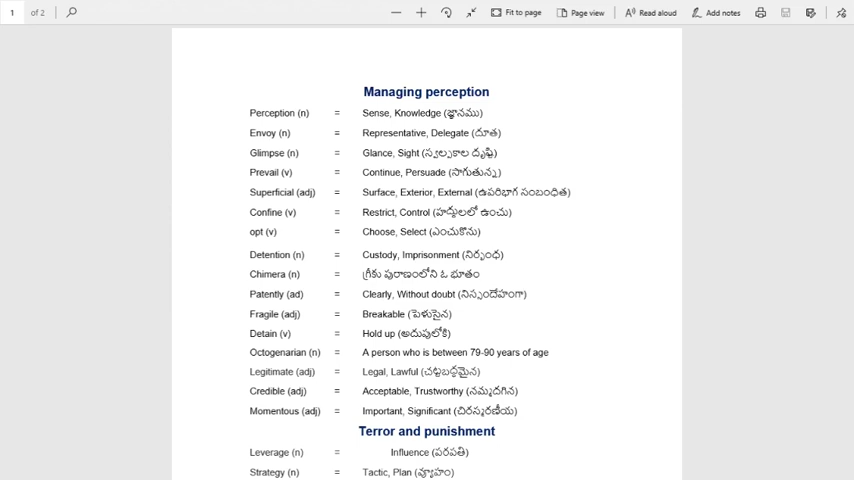 1 of 2 Fit to page Page view Read aloud Add notes
Managing perception
Perception (n) = Sense, Knowledge (జ్ఞానము)
Envoy (n) = Representative, Delegate (దూత)
Glimpse (n) = Glance, Sight (స్వల్పకాల దృష్టి)
Prevail (v) = Continue, Persuade (సాగుతున్న)
Superficial (adj) = Surface, Exterior, External (ఉపరిభాగ సంబంధిత)
Confine (v) = Restrict, Control (హద్దులలో ఉంచు)
opt (v) = Choose, Select (ఎంచుకొను)
Detention (n) = Custody, Imprisonment (నిర్బంధ)
Chimera (n) = గ్రీకు పురాణంలోని ఓ భూతం
Patently (ad) = Clearly, Without doubt (నిస్సందేహంగా)
Fragile (adj) = Breakable (పెళుసైన)
Detain (v) = Hold up (అదుపులోకి)
Octogenarian (n) = A person who is between 79-90 years of age
Legitimate (adj) = Legal, Lawful (చట్టబద్ధమైన)
Credible (adj) = Acceptable, Trustworthy (నమ్మదగిన)
Momentous (adj) = Important, Significant (చిరస్మరణీయ)
Terror and punishment
Leverage (n) = Influence (పరపతి)
Strategy (n) = Tactic, Plan (వ్యూహం)